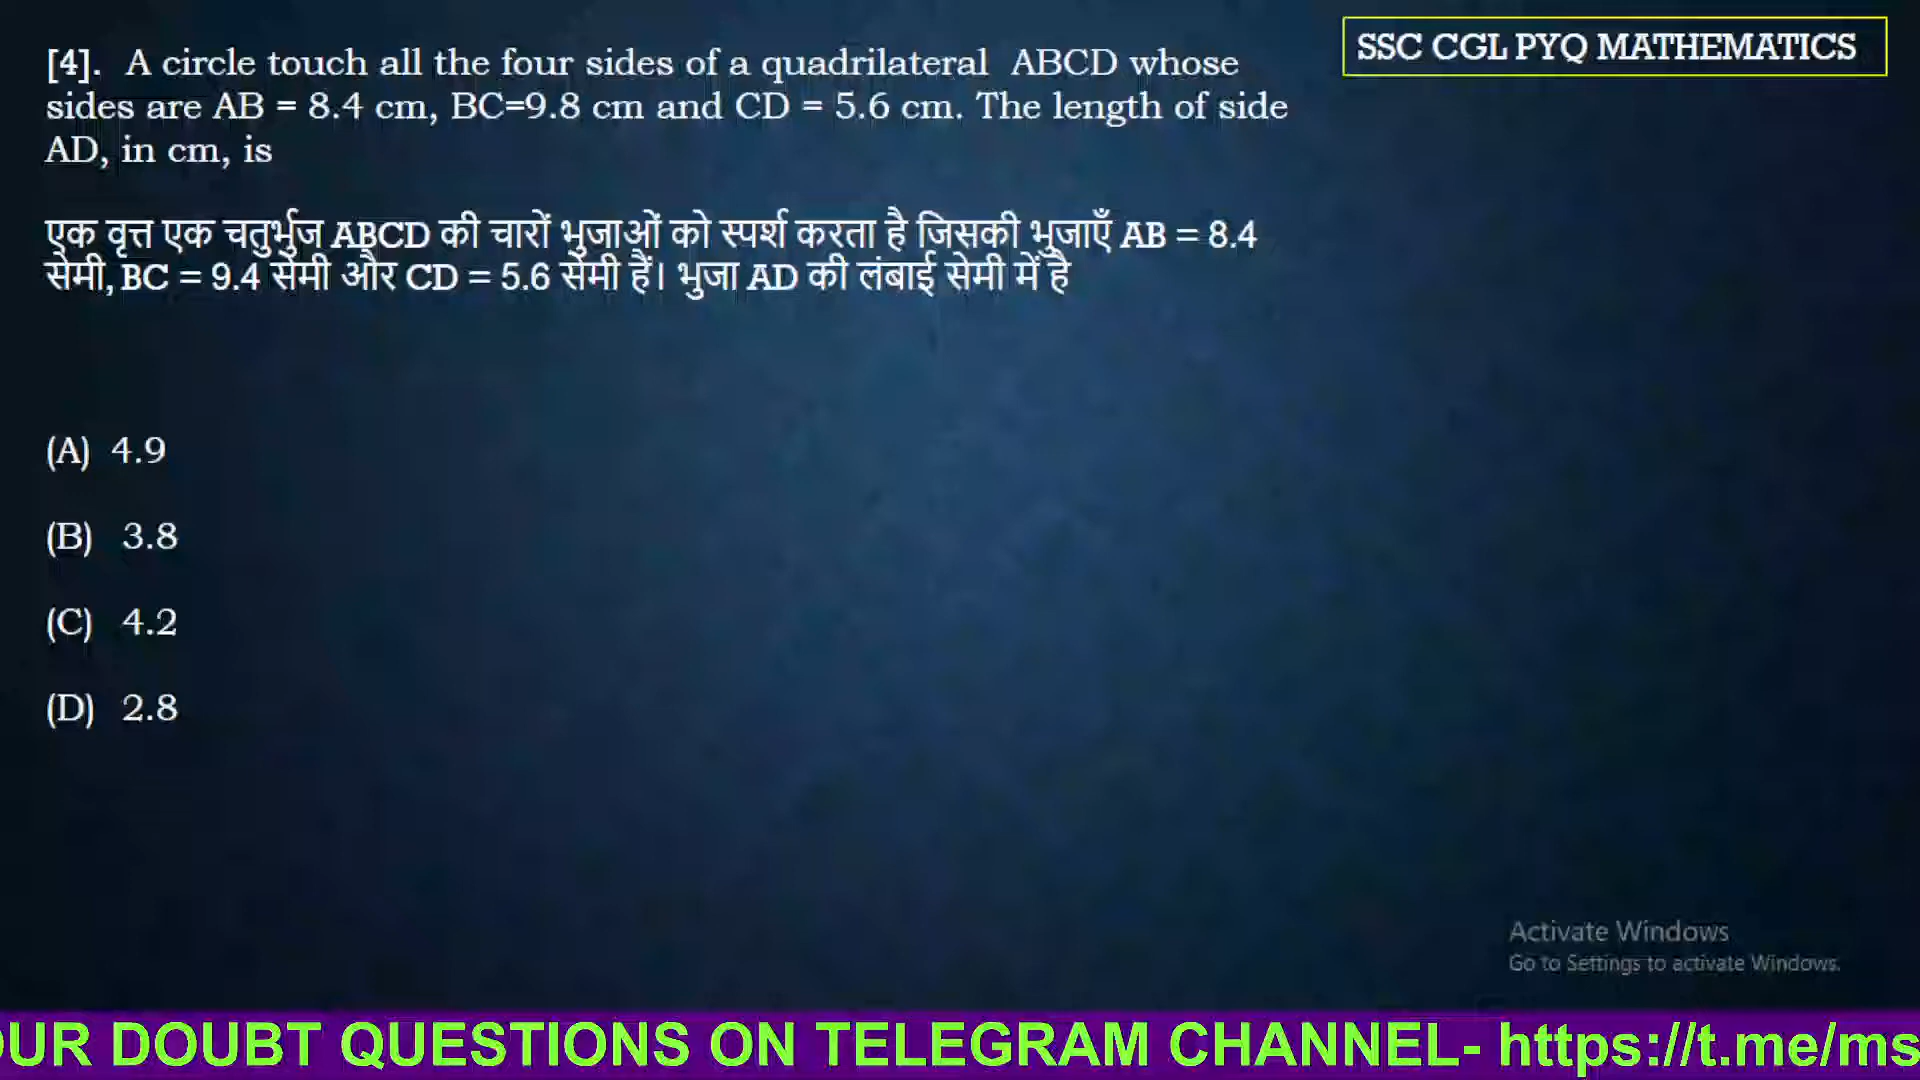 SSC CGL PYQ MATHEMATICS
[4]. A circle touch all the four sides of a quadrilateral ABCD whose
sides are AB = 8.4 cm, BC=9.8 cm and CD = 5.6 cm. The length of side
AD, in cm, is
एक वृत्त एक चतुर्भुज ABCD की चारों भुजाओं को स्पर्श करता है जिसकी भुजाएँ AB = 8.4
सेमी, BC = 9.4 सेमी और CD = 5.6 सेमी हैं। भुजा AD की लंबाई सेमी में है
(A) 4.9
(B) 3.8
(C) 4.2
(D) 2.8
Activate Windows
Go to Settings to activate Windows.
OUR DOUBT QUESTIONS ON TELEGRAM CHANNEL- https://t.me/ms